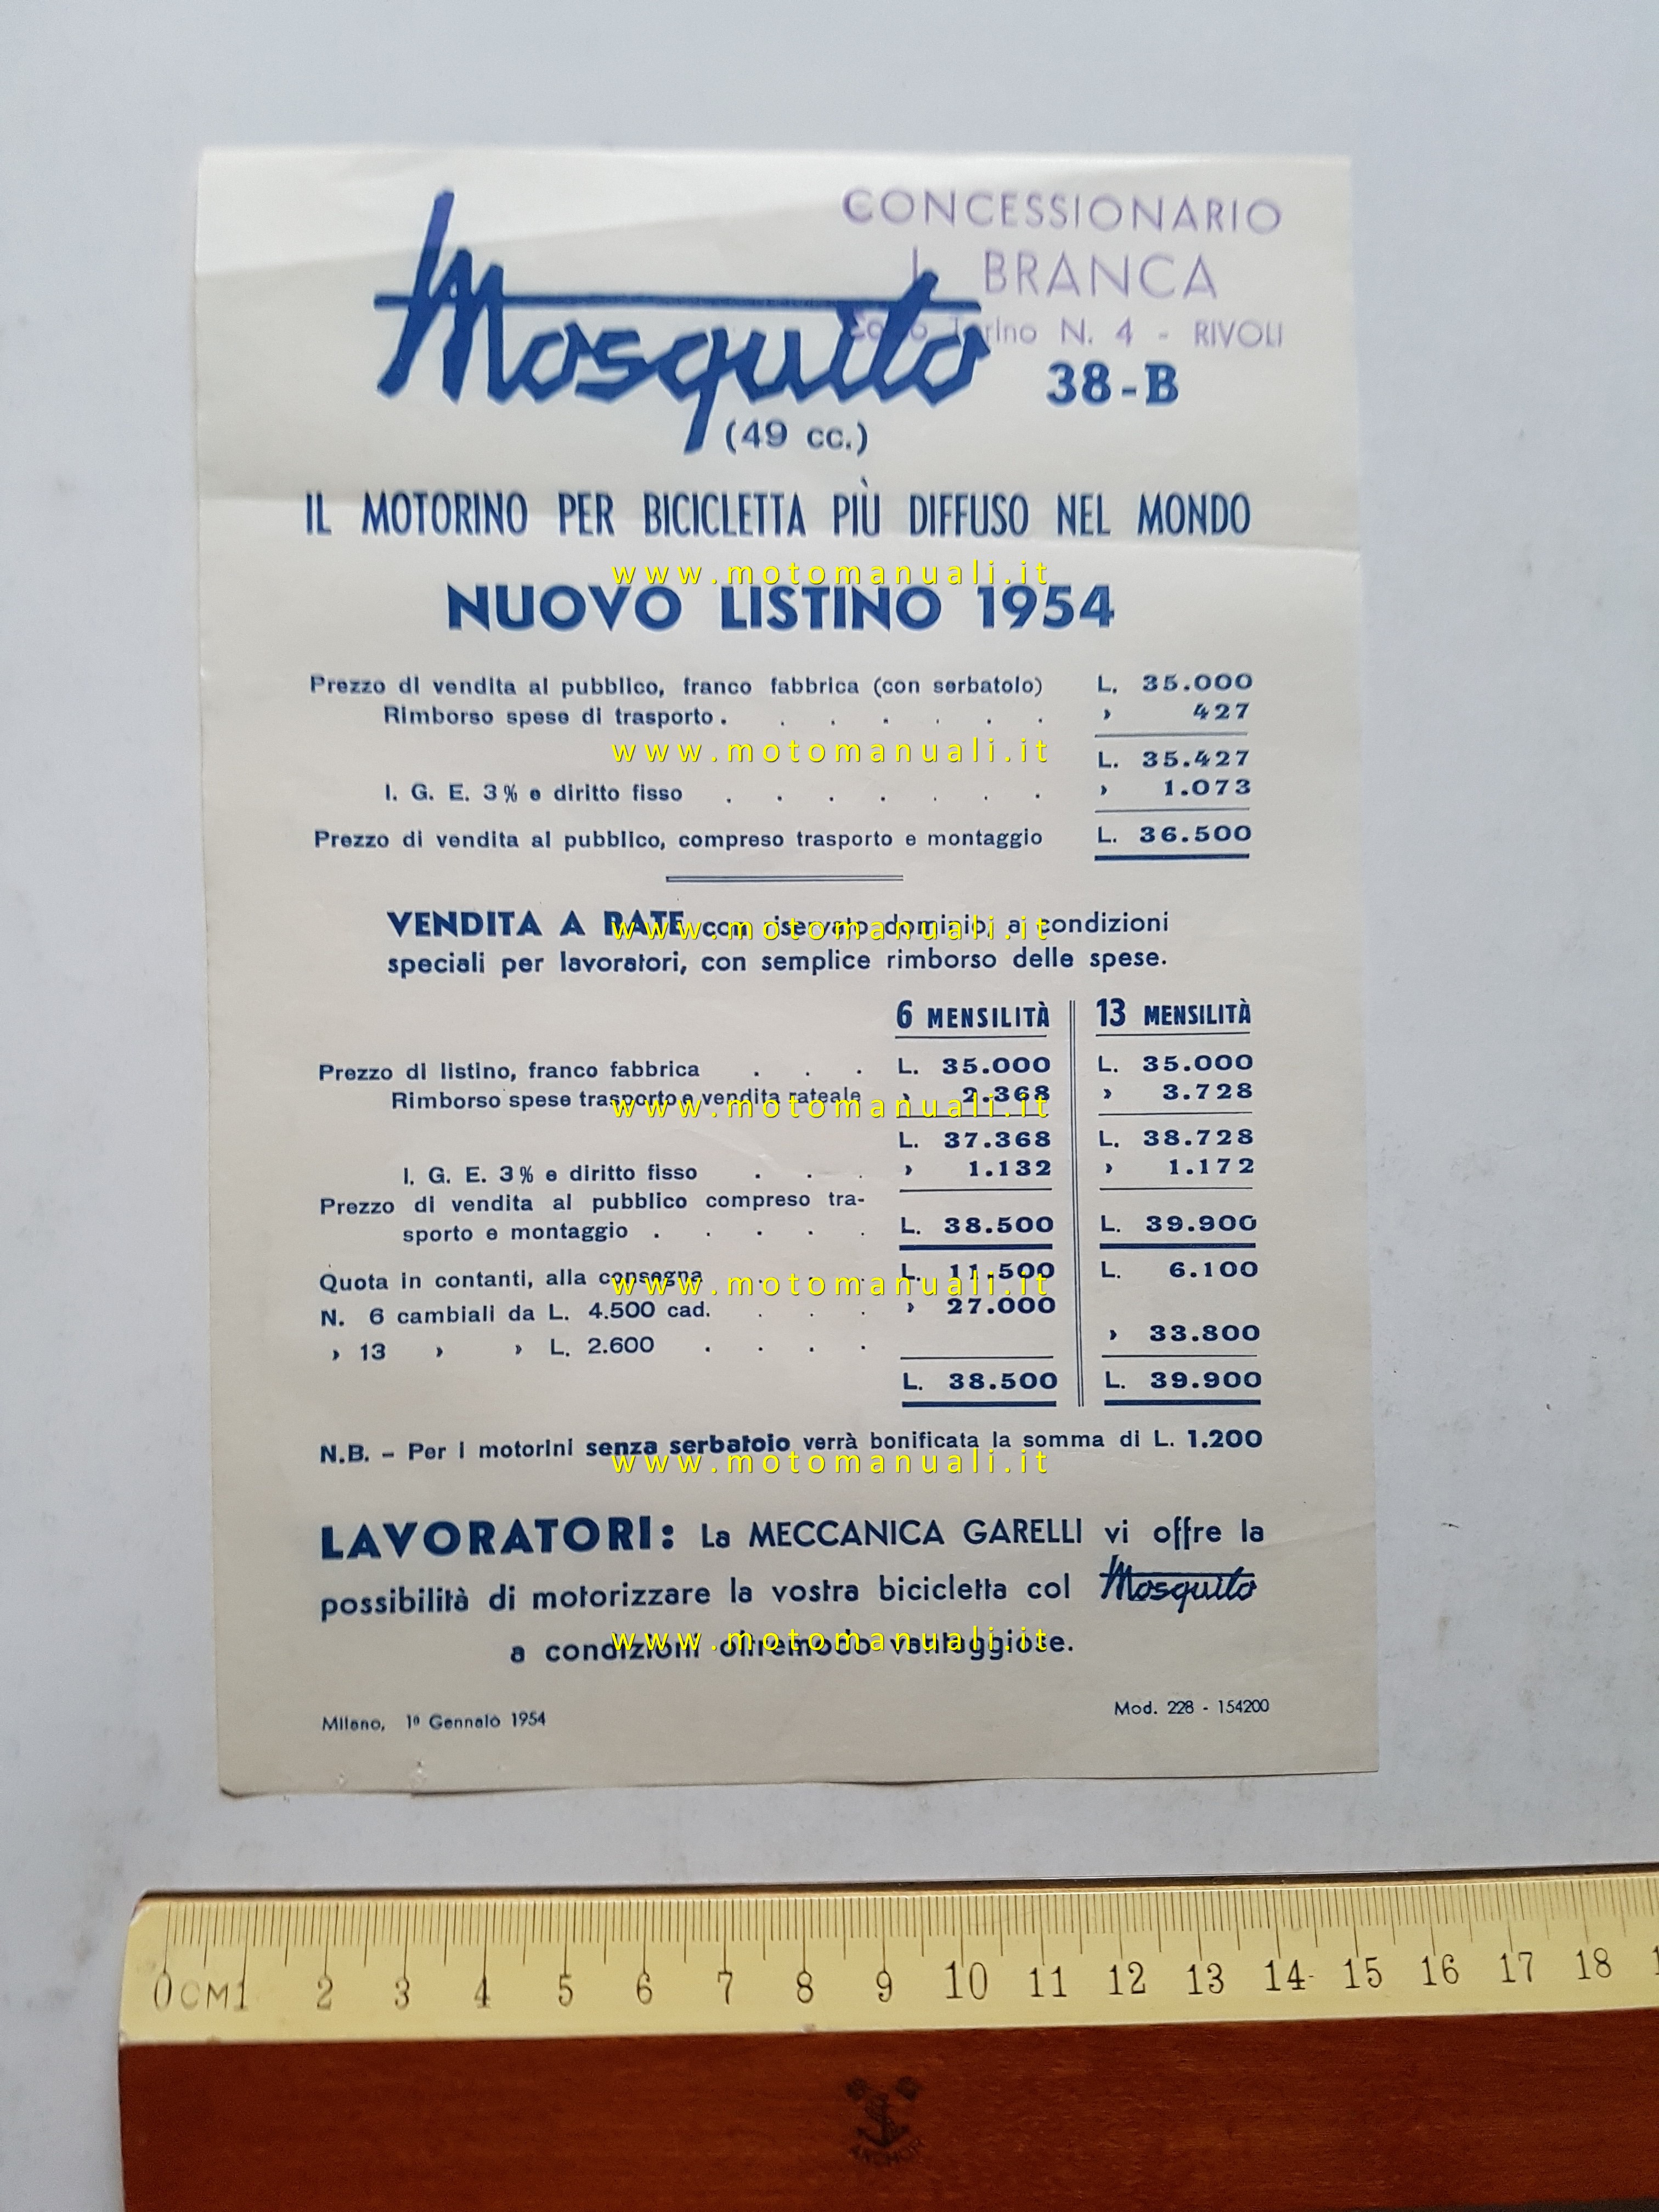 CONCESSIONARIO
BRANCA
Torino N. 4 - RIVOLI
Mosquito 38-B
(49 cc.)
IL MOTORINO PER BICICLETTA PIÙ DIFFUSO NEL MONDO
www.motomanuali.it
NUOVO LISTINO 1954
Prezzo di vendita al pubblico, franco fabbrica (con serbatoio) L. 35.000
Rimborso spese di trasporto . . . . . . . » 427
www.motomanuali.it
L. 35.427
I. G. E. 3% e diritto fisso . . . . . . . » 1.073
Prezzo di vendita al pubblico, compreso trasporto e montaggio L. 36.500
VENDITA A RATE con riservato dominio, a condizioni
www.motomanuali.it
speciali per lavoratori, con semplice rimborso delle spese.
6 MENSILITÀ 13 MENSILITÀ
Prezzo di listino, franco fabbrica . . . L. 35.000 L. 35.000
Rimborso spese trasporto e vendita rateale » 2.368 » 3.728
www.motomanuali.it
L. 37.368 L. 38.728
I. G. E. 3% e diritto fisso . . . » 1.132 » 1.172
Prezzo di vendita al pubblico compreso tra-
sporto e montaggio . . . . . L. 38.500 L. 39.900
Quota in contanti, alla consegna . . . L. 11.500 L. 6.100
www.motomanuali.it
N. 6 cambiali da L. 4.500 cad. . . . » 27.000
» 13 » » L. 2.600 . . . . » 33.800
L. 38.500 L. 39.900
N.B. – Per i motorini senza serbatoio verrà bonificata la somma di L. 1.200
www.motomanuali.it
LAVORATORI: La MECCANICA GARELLI vi offre la
possibilità di motorizzare la vostra bicicletta col Mosquito
a condizioni oltremodo vantaggiose.
www.motomanuali.it
Milano, 1º Gennaio 1954
Mod. 228 - 154200
0CM1 2 3 4 5 6 7 8 9 10 11 12 13 14 15 16 17 18
ANCHOR